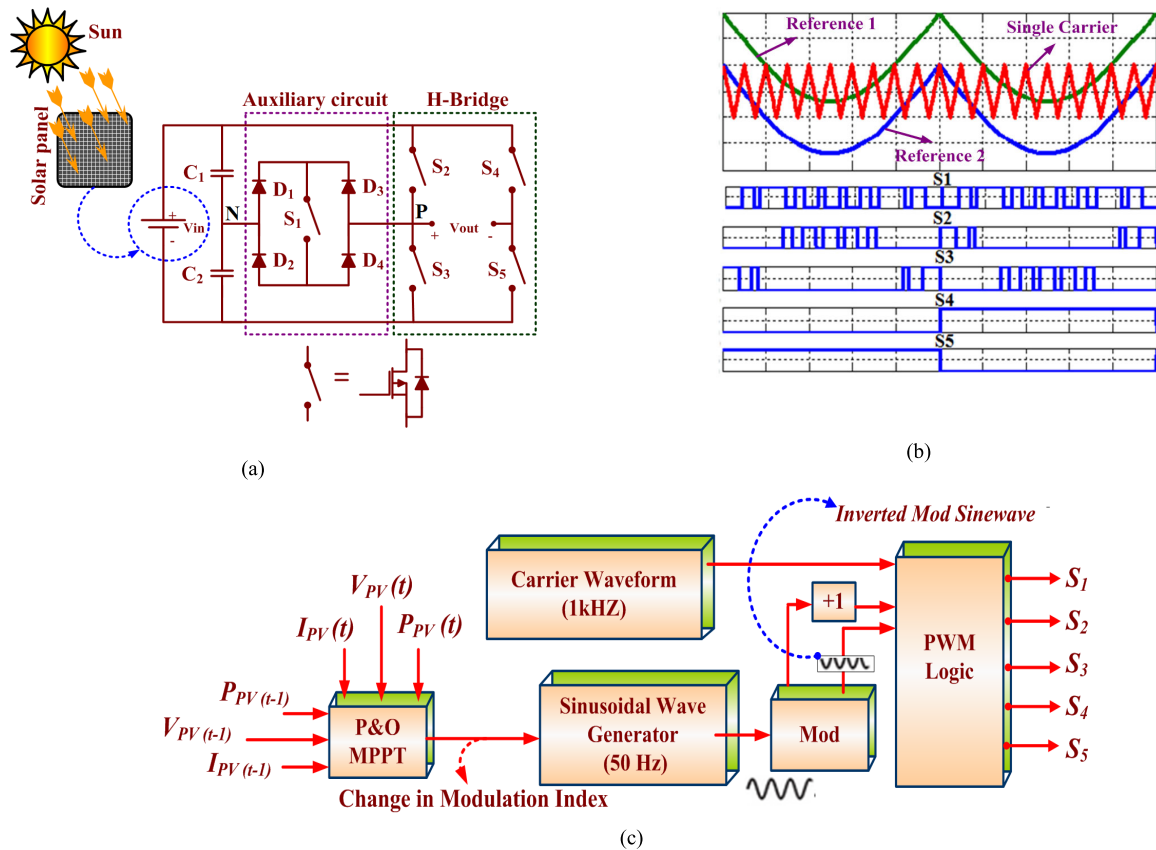 Sun
Solar panel
Auxiliary circuit
H-Bridge
C1
C2
N
Vin
+
-
D1
D2
D3
D4
S1
P
+
Vout
-
S2
S3
S4
S5
=
(a)
Reference 1
Single Carrier
Reference 2
S1
S2
S3
S4
S5
(b)
Inverted Mod Sinewave
Carrier Waveform
(1kHZ)
+1
PWM
Logic
VPV (t)
IPV (t)
PPV (t)
PPV (t-1)
VPV (t-1)
IPV (t-1)
P&O
MPPT
Sinusoidal Wave
Generator
(50 Hz)
Mod
Change in Modulation Index
S1
S2
S3
S4
S5
(c)